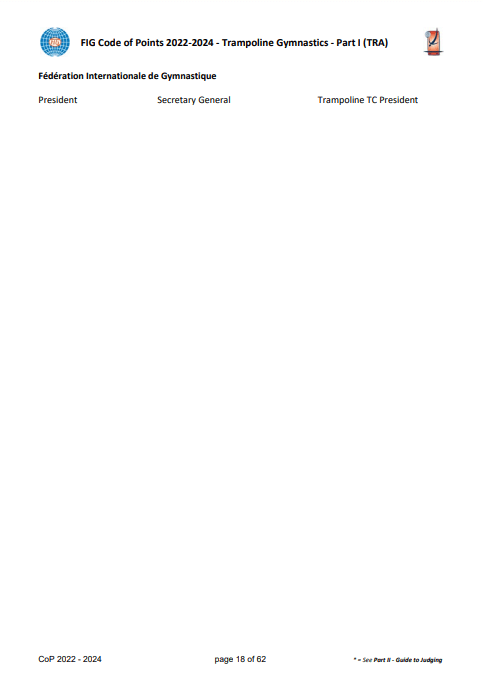 FIG Code of Points 2022-2024 - Trampoline Gymnastics - Part I (TRA)
Fédération Internationale de Gymnastique
President Secretary General Trampoline TC President
CoP 2022 - 2024 page 18 of 62 * = See Part II - Guide to Judging